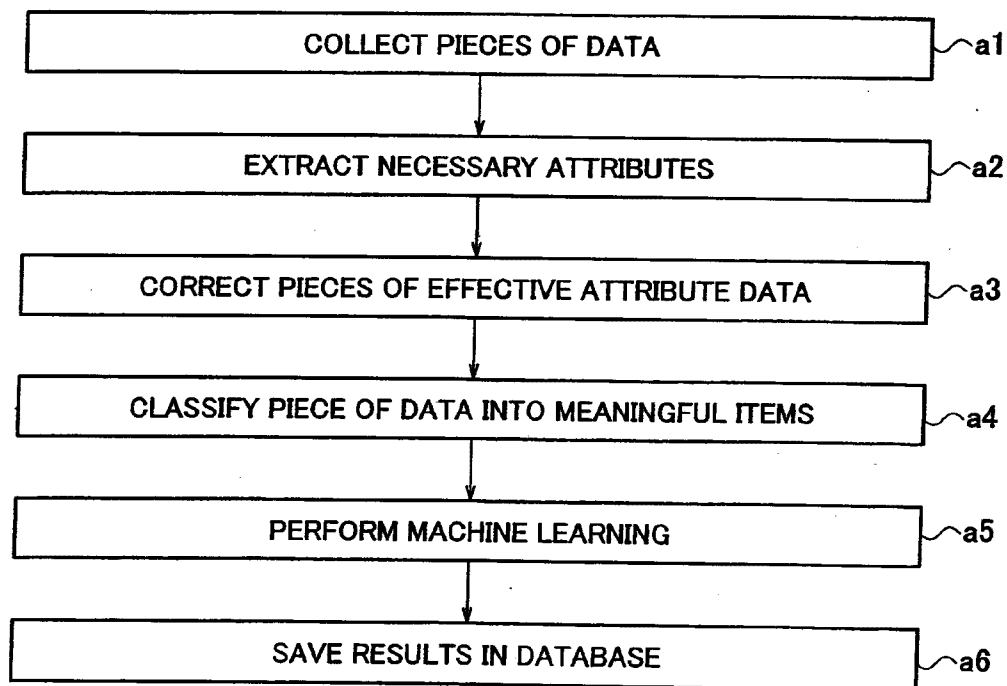 COLLECT PIECES OF DATA a1
EXTRACT NECESSARY ATTRIBUTES a2
CORRECT PIECES OF EFFECTIVE ATTRIBUTE DATA a3
CLASSIFY PIECE OF DATA INTO MEANINGFUL ITEMS a4
PERFORM MACHINE LEARNING a5
SAVE RESULTS IN DATABASE a6